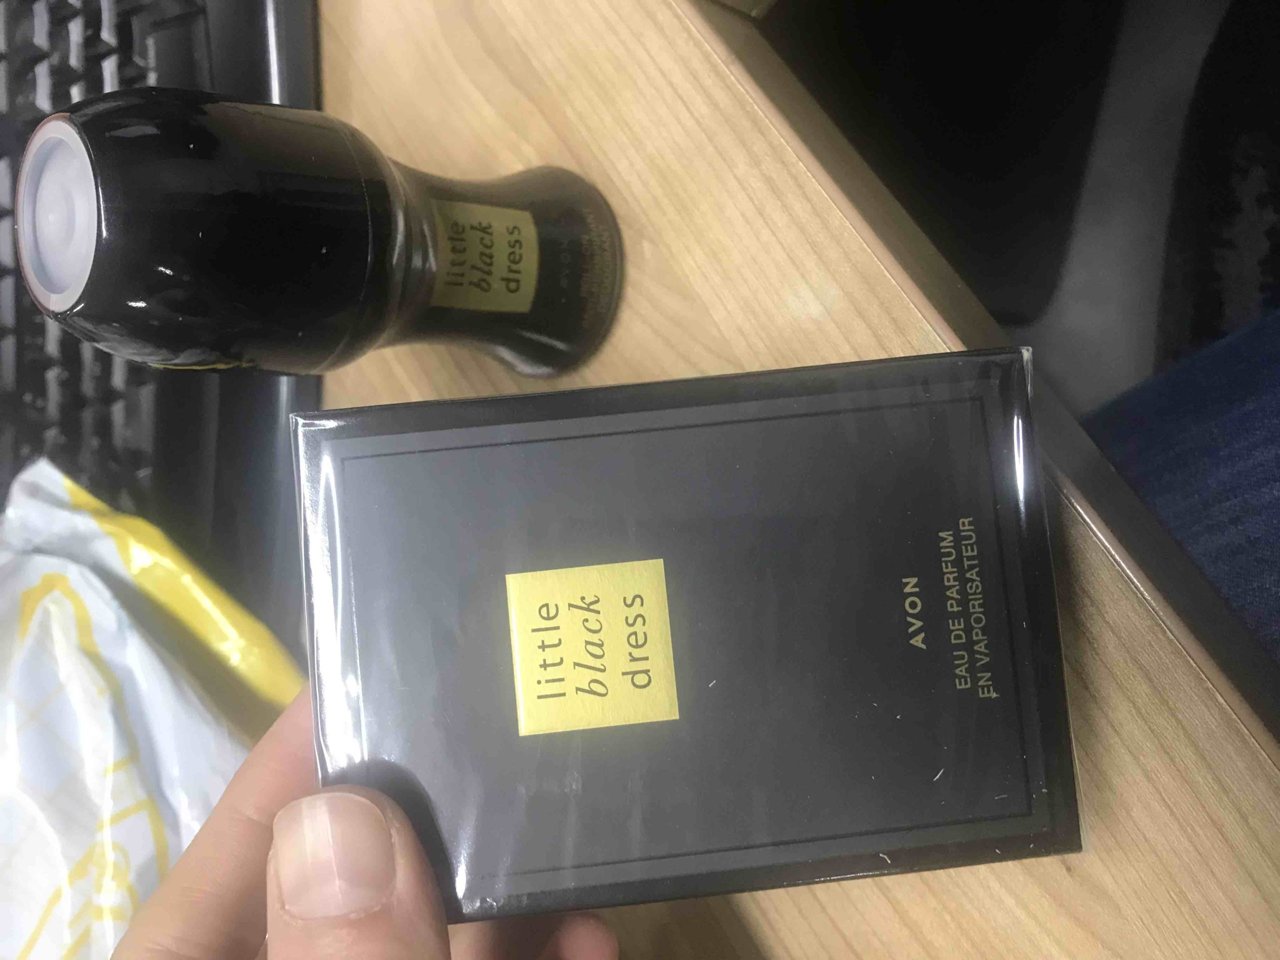 little
black
dress
AVON
little
black
dress
AVON
EAU DE PARFUM
EN VAPORISATEUR